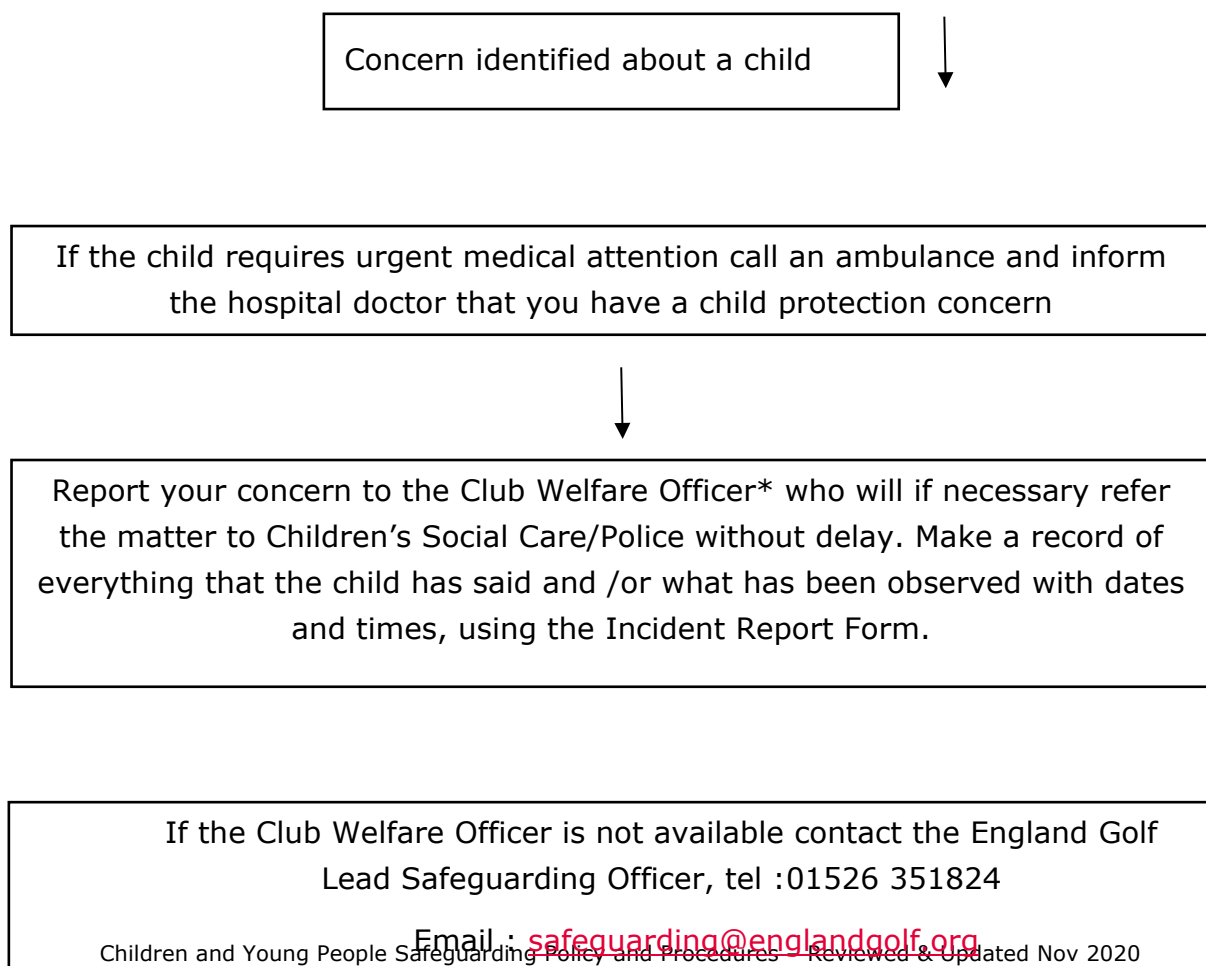 Concern identified about a child
If the child requires urgent medical attention call an ambulance and inform
the hospital doctor that you have a child protection concern
Report your concern to the Club Welfare Officer* who will if necessary refer
the matter to Children’s Social Care/Police without delay. Make a record of
everything that the child has said and /or what has been observed with dates
and times, using the Incident Report Form.
If the Club Welfare Officer is not available contact the England Golf
Lead Safeguarding Officer, tel :01526 351824
Email : safeguarding@englandgolf.org
Children and Young People Safeguarding Policy and Procedures - Reviewed & Updated Nov 2020